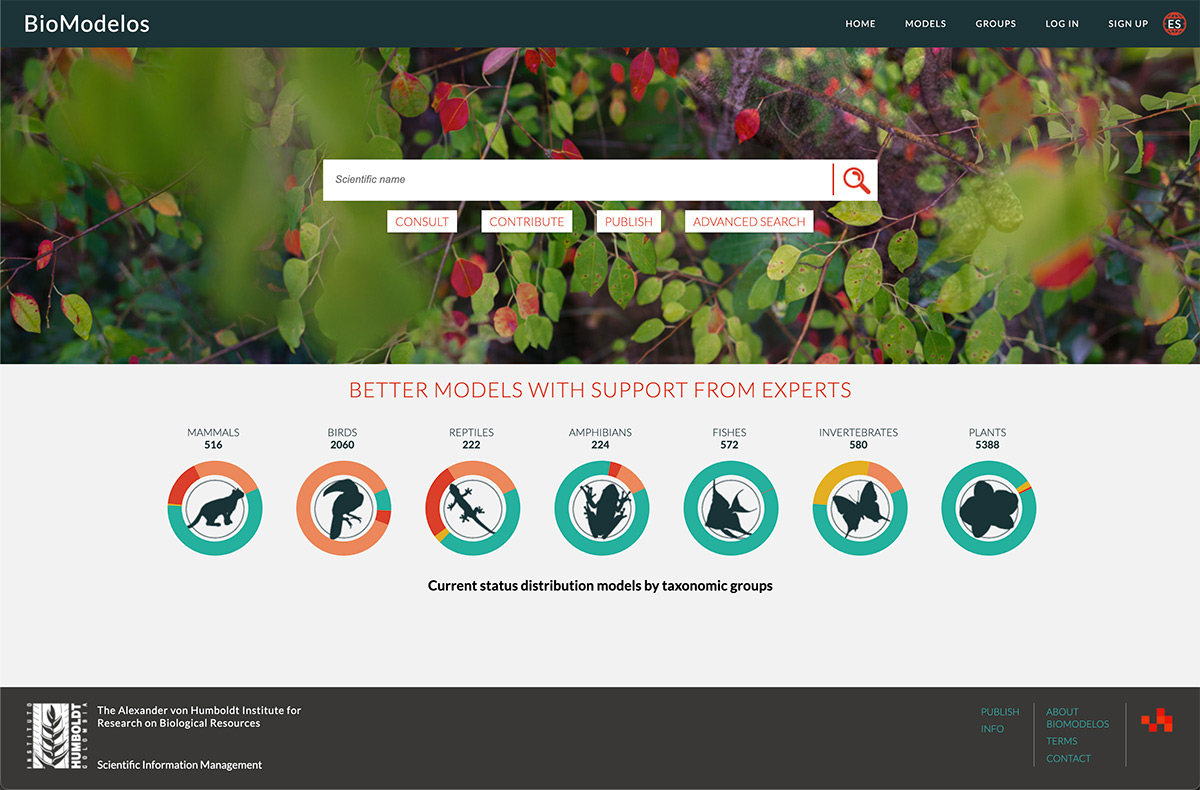 BioModelos
HOME
MODELS
GROUPS
LOG IN
SIGN UP
ES
Scientific name
CONSULT
CONTRIBUTE
PUBLISH
ADVANCED SEARCH
BETTER MODELS WITH SUPPORT FROM EXPERTS
MAMMALS
516
BIRDS
2060
REPTILES
222
AMPHIBIANS
224
FISHES
572
INVERTEBRATES
580
PLANTS
5388
Current status distribution models by taxonomic groups
INSTITUTO
HUMBOLDT
COLOMBIA
The Alexander von Humboldt Institute for
Research on Biological Resources
Scientific Information Management
PUBLISH
INFO
ABOUT
BIOMODELOS
TERMS
CONTACT